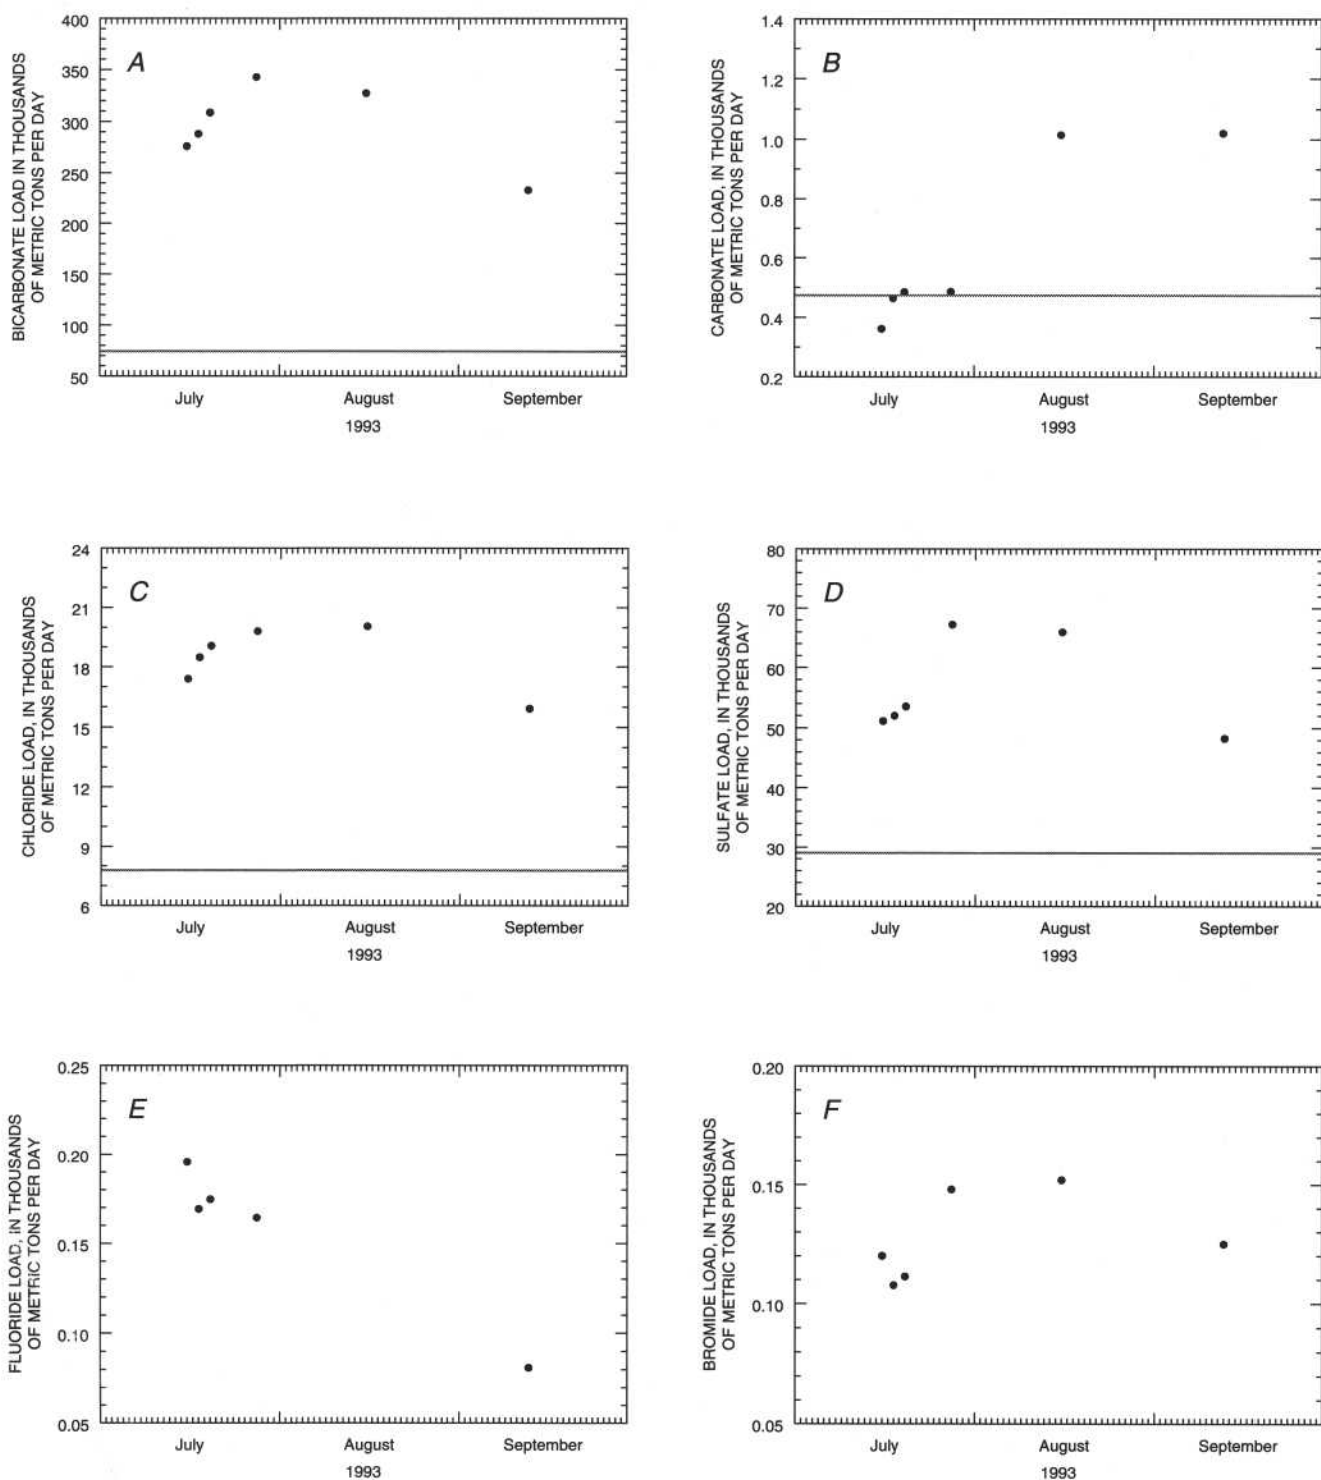 BICARBONATE LOAD IN THOUSANDS
OF METRIC TONS PER DAY
400
350
300
250
200
150
100
50
A
July
August
September
1993
CARBONATE LOAD, IN THOUSANDS
OF METRIC TONS PER DAY
1.4
1.2
1.0
0.8
0.6
0.4
0.2
B
July
August
September
1993
CHLORIDE LOAD, IN THOUSANDS
OF METRIC TONS PER DAY
24
21
18
15
12
9
6
C
July
August
September
1993
SULFATE LOAD, IN THOUSANDS
OF METRIC TONS PER DAY
80
70
60
50
40
30
20
D
July
August
September
1993
FLUORIDE LOAD, IN THOUSANDS
OF METRIC TONS PER DAY
0.25
0.20
0.15
0.10
0.05
E
July
August
September
1993
BROMIDE LOAD, IN THOUSANDS
OF METRIC TONS PER DAY
0.20
0.15
0.10
0.05
F
July
August
September
1993